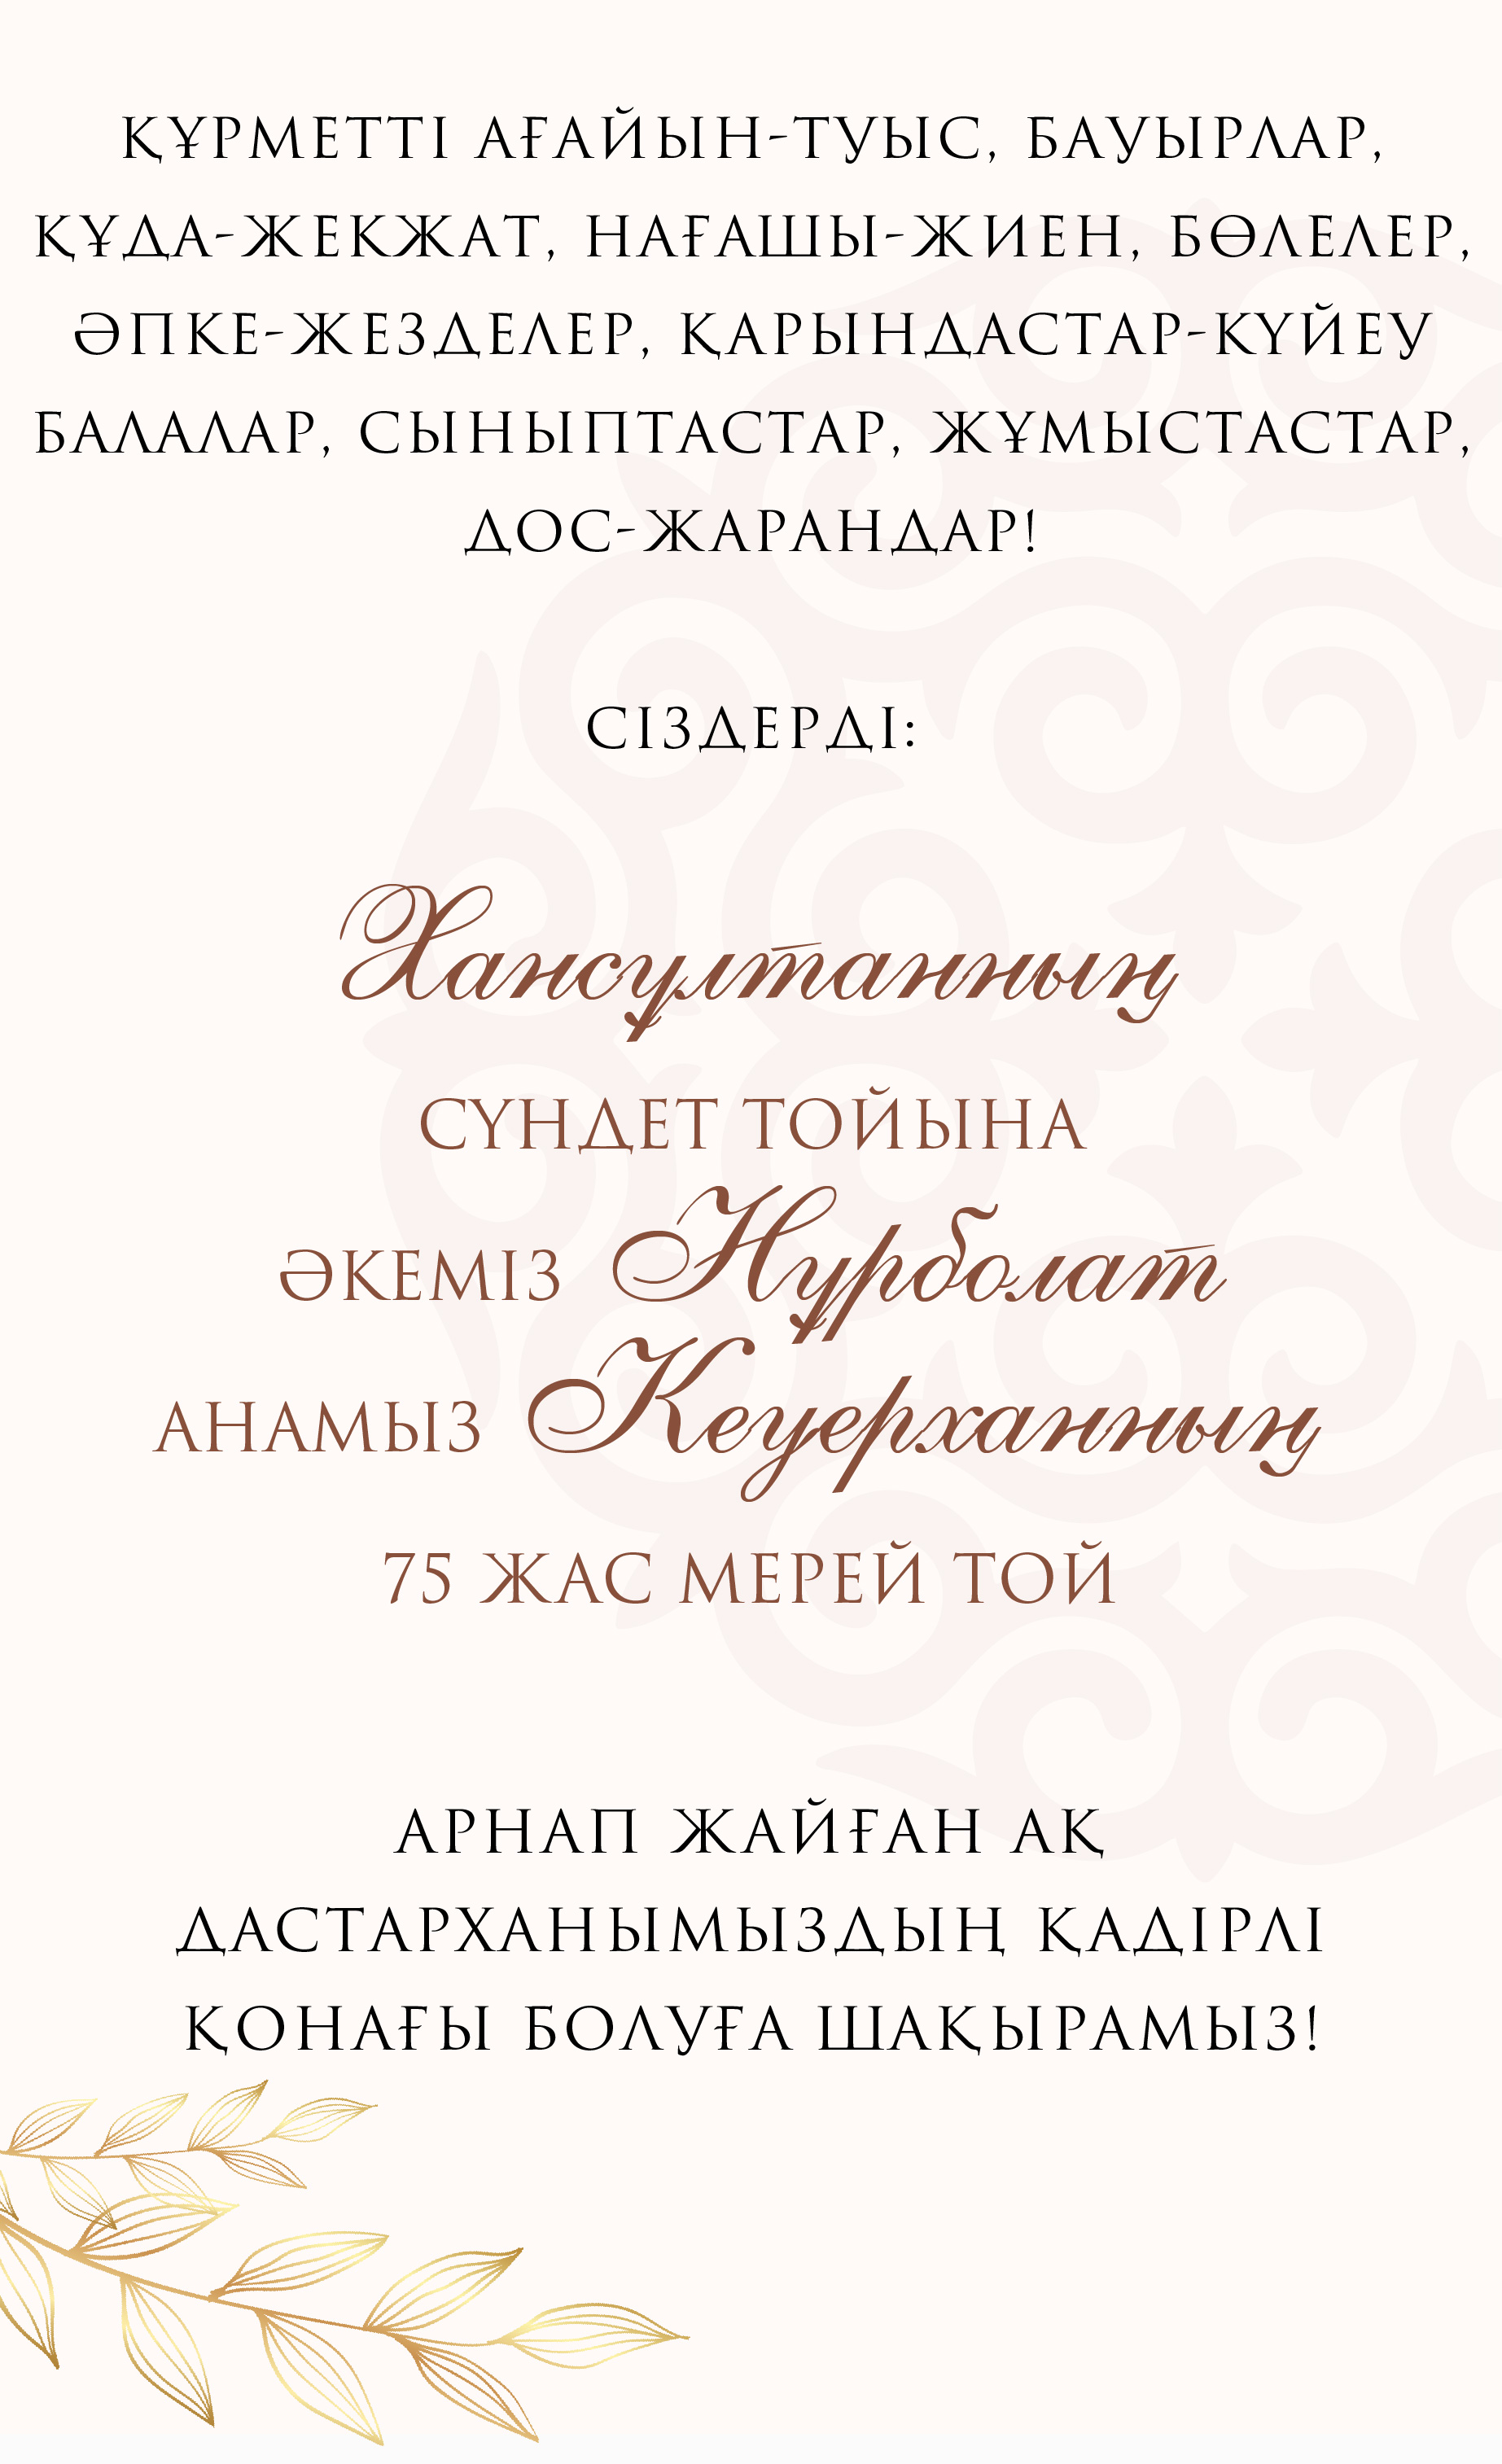 ҚҰРМЕТТІ АҒАЙЫН-ТУЫС, БАУЫРЛАР,
ҚҰДА-ЖЕКЖАТ, НАҒАШЫ-ЖИЕН, БӨЛЕЛЕР,
ӘПКЕ-ЖЕЗДЕЛЕР, ҚАРЫНДАСТАР-КҮЙЕУ
БАЛАЛАР, СЫНЫПТАСТАР, ЖҰМЫСТАСТАР,
ДОС-ЖАРАНДАР!
СІЗДЕРДІ:
Хансұлтанның
СҮНДЕТ ТОЙЫНА
ӘКЕМІЗ Нұрболат
АНАМЫЗ Кеуерханның
75 ЖАС МЕРЕЙ ТОЙ
АРНАП ЖАЙҒАН АҚ
ДАСТАРХАНЫМЫЗДЫҢ ҚАДІРЛІ
ҚОНАҒЫ БОЛУҒА ШАҚЫРАМЫЗ!